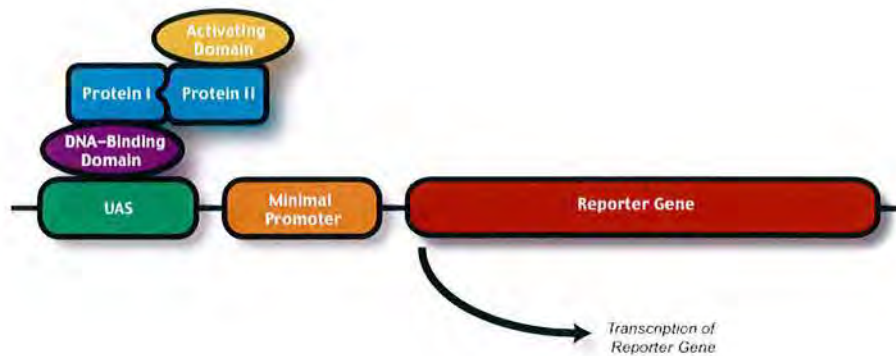 Activating
Domain
Protein I
Protein II
DNA-Binding
Domain
UAS
Minimal
Promoter
Reporter Gene
Transcription of
Reporter Gene